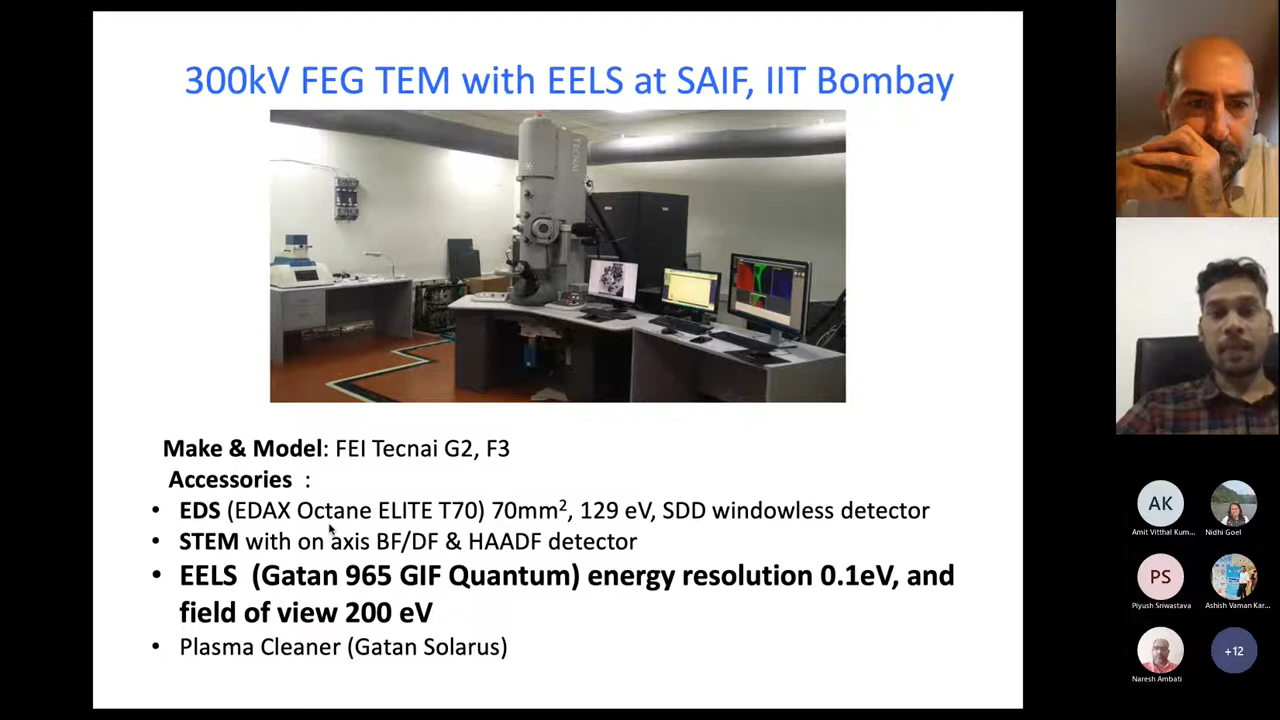 300kV FEG TEM with EELS at SAIF, IIT Bombay
TECNAI
Make & Model: FEI Tecnai G2, F3
Accessories :
• EDS (EDAX Octane ELITE T70) 70mm², 129 eV, SDD windowless detector
• STEM with on axis BF/DF & HAADF detector
• EELS (Gatan 965 GIF Quantum) energy resolution 0.1eV, and
field of view 200 eV
• Plasma Cleaner (Gatan Solarus)
AK
Amit Vitthal Kum...
Nidhi Goel
PS
Piyush Sriwastava
Ashish Vaman Kar...
Naresh Ambati
+12